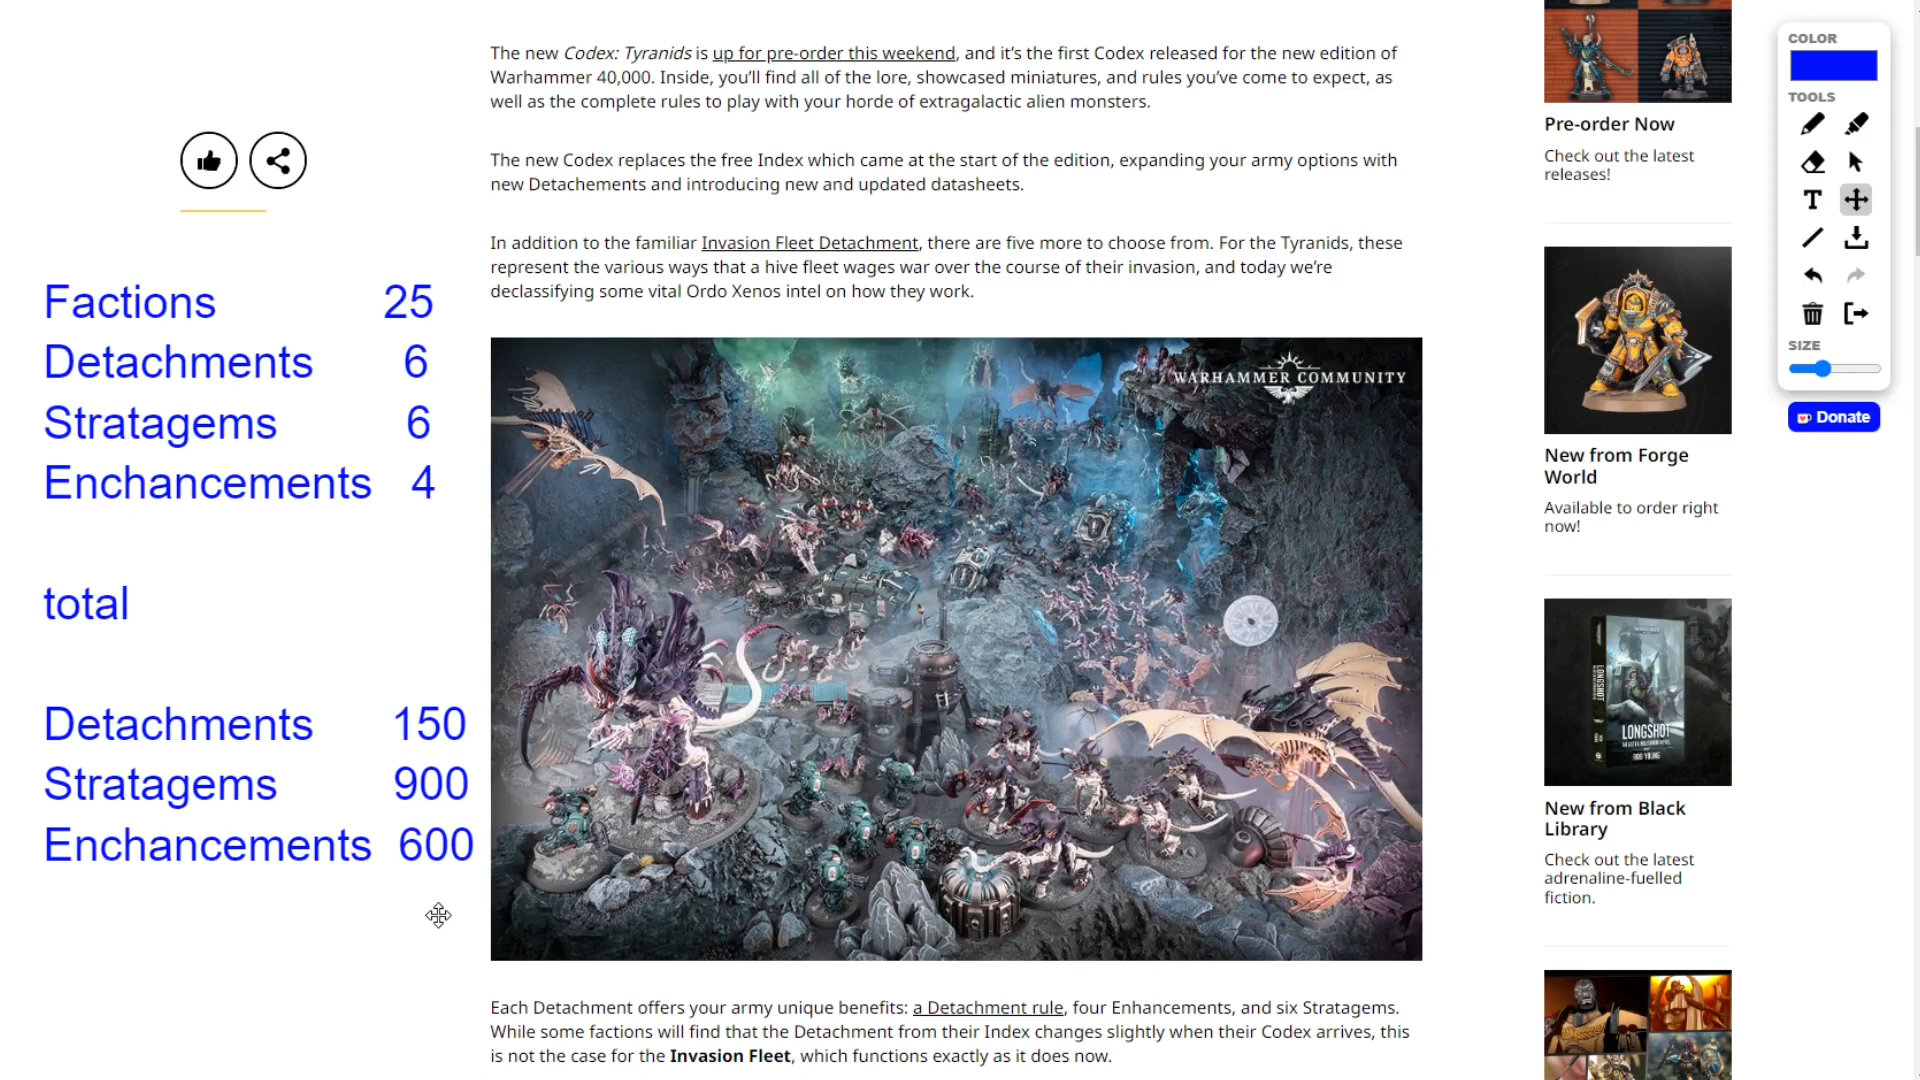 The new Codex: Tyranids is up for pre-order this weekend, and it’s the first Codex released for the new edition of
Warhammer 40,000. Inside, you’ll find all of the lore, showcased miniatures, and rules you’ve come to expect, as
well as the complete rules to play with your horde of extragalactic alien monsters.
The new Codex replaces the free Index which came at the start of the edition, expanding your army options with
new Detachements and introducing new and updated datasheets.
In addition to the familiar Invasion Fleet Detachment, there are five more to choose from. For the Tyranids, these
represent the various ways that a hive fleet wages war over the course of their invasion, and today we’re
declassifying some vital Ordo Xenos intel on how they work.
Factions 25
Detachments 6
Stratagems 6
Enchancements 4
total
Detachments 150
Stratagems 900
Enchancements 600
WARHAMMER COMMUNITY
Each Detachment offers your army unique benefits: a Detachment rule, four Enhancements, and six Stratagems.
While some factions will find that the Detachment from their Index changes slightly when their Codex arrives, this
is not the case for the Invasion Fleet, which functions exactly as it does now.
Pre-order Now
Check out the latest
releases!
New from Forge
World
Available to order right
now!
LONGSHOT
ROB YOUNG
New from Black
Library
Check out the latest
adrenaline-fuelled
fiction.
COLOR
TOOLS
T
SIZE
Donate